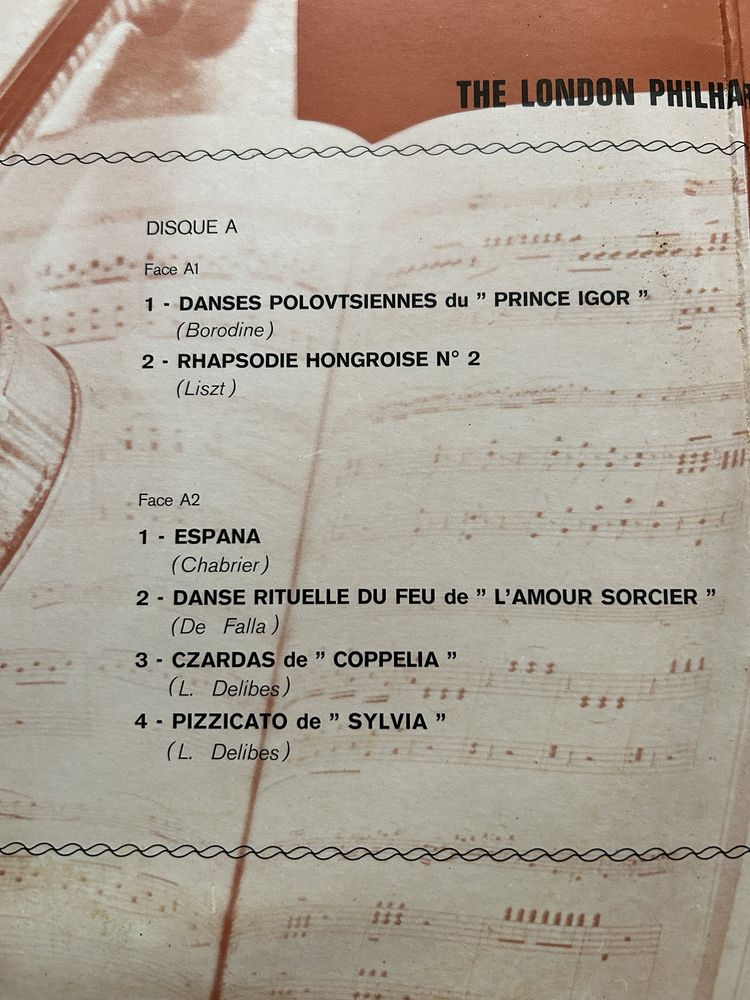 THE LONDON
DISQUE A
Face A1
1 - DANSES POLOVTSIENNES du ” PRINCE IGOR ”
(Borodine)
2 - RHAPSODIE HONGROISE N° 2
(Liszt)
Face A2
1 - ESPANA
(Chabrier)
2 - DANSE RITUELLE DU FEU de ” L’AMOUR SORCIER ”
(De Falla)
3 - CZARDAS de ” COPPELIA ”
(L. Delibes)
4 - PIZZICATO de ” SYLVIA ”
(L. Delibes)